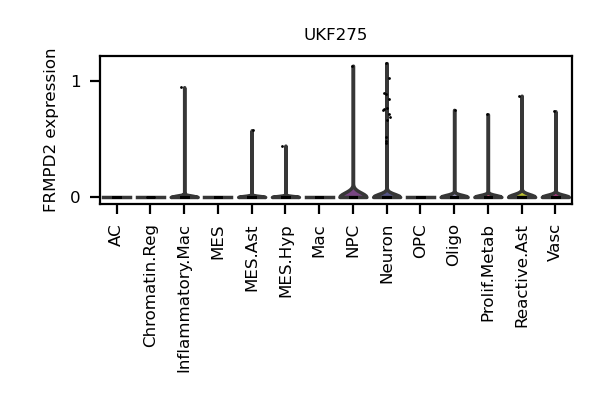 UKF275
FRMPD2 expression
1
0
AC
Chromatin.Reg
Inflammatory.Mac
MES
MES.Ast
MES.Hyp
Mac
NPC
Neuron
OPC
Oligo
Prolif.Metab
Reactive.Ast
Vasc